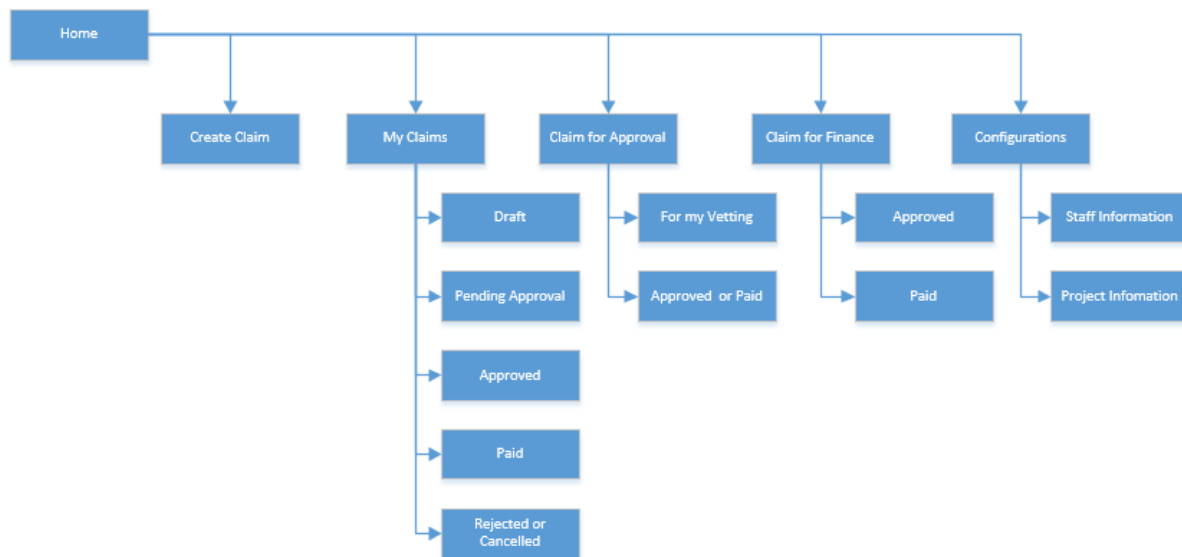 Home
Create Claim
My Claims
Claim for Approval
Claim for Finance
Configurations
Draft
For my Vetting
Approved
Staff Information
Pending Approval
Approved or Paid
Paid
Project Infomation
Approved
Paid
Rejected or
Cancelled